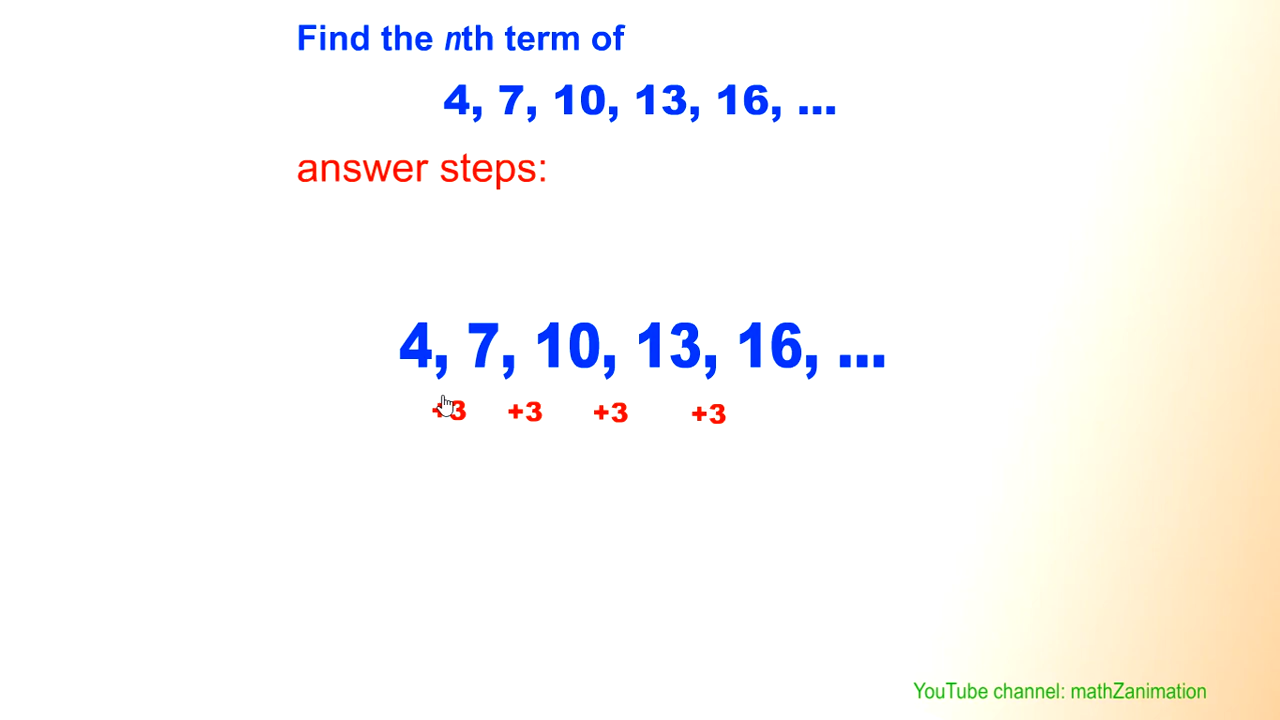 Find the nth term of
4, 7, 10, 13, 16, ...
answer steps:
4, 7, 10, 13, 16, ...
+3 +3 +3 +3
YouTube channel: mathZanimation